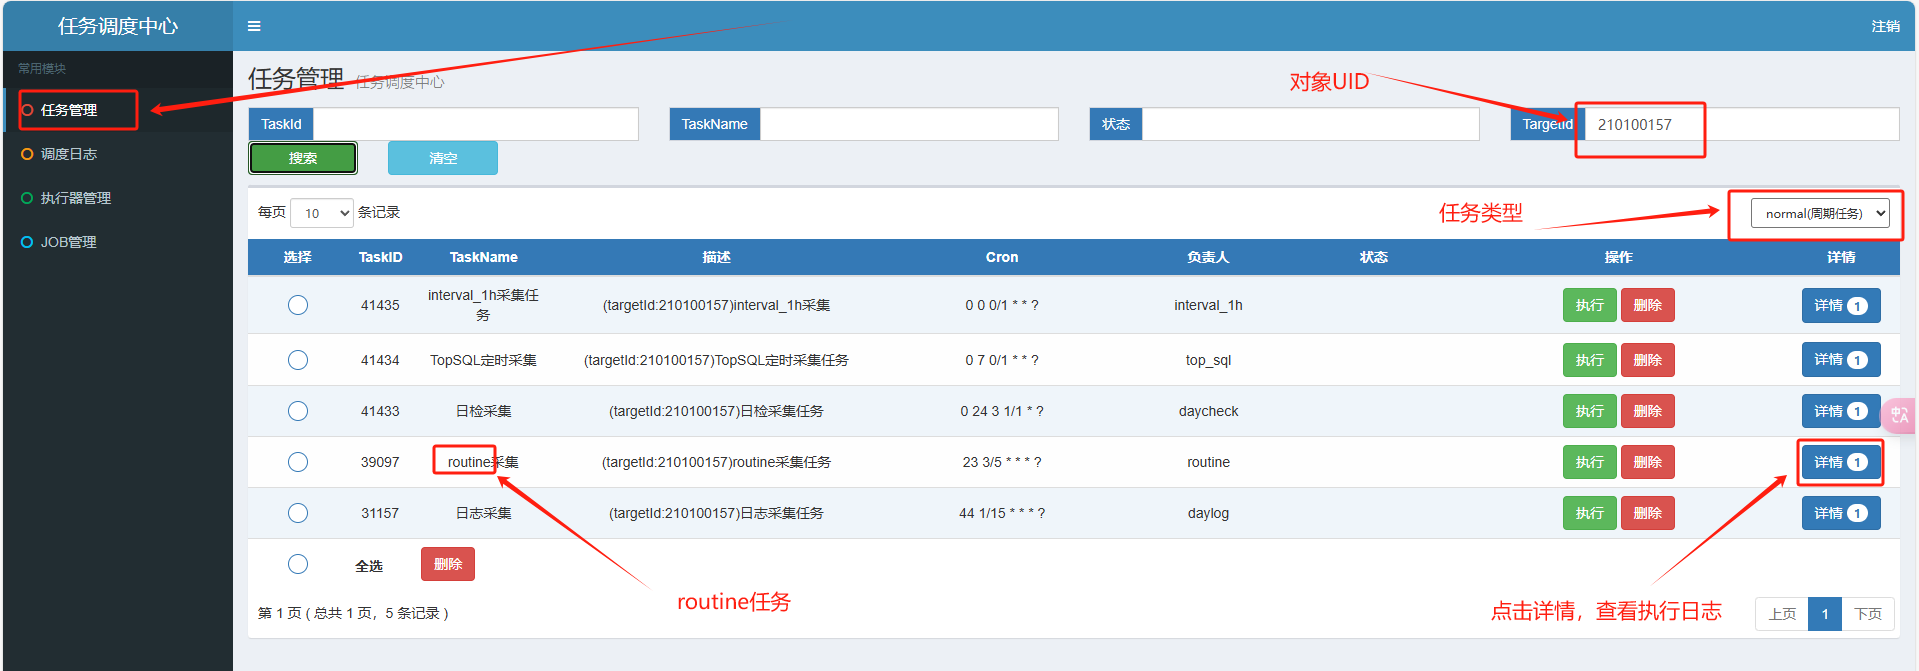 任务调度中心
注销
常用模块
任务管理
调度日志
执行器管理
JOB管理
任务管理 任务调度中心
对象UID
TaskId
TaskName
状态
TargetId 210100157
搜索 清空
每页 10 条记录
任务类型
normal(周期任务)
选择 TaskID TaskName 描述 Cron 负责人 状态 操作 详情
41435 interval_1h采集任务 (targetId:210100157)interval_1h采集 0 0 0/1 * * ? interval_1h 执行 删除 详情 1
41434 TopSQL定时采集 (targetId:210100157)TopSQL定时采集任务 0 7 0/1 * * ? top_sql 执行 删除 详情 1
41433 日检采集 (targetId:210100157)日检采集任务 0 24 3 1/1 * ? daycheck 执行 删除 详情 1
39097 routine采集 (targetId:210100157)routine采集任务 23 3/5 * * * ? routine 执行 删除 详情 1
31157 日志采集 (targetId:210100157)日志采集任务 44 1/15 * * * ? daylog 执行 删除 详情 1
全选 删除
routine任务
点击详情，查看执行日志
第 1 页 ( 总共 1 页，5 条记录 )
上页 1 下页
中 A